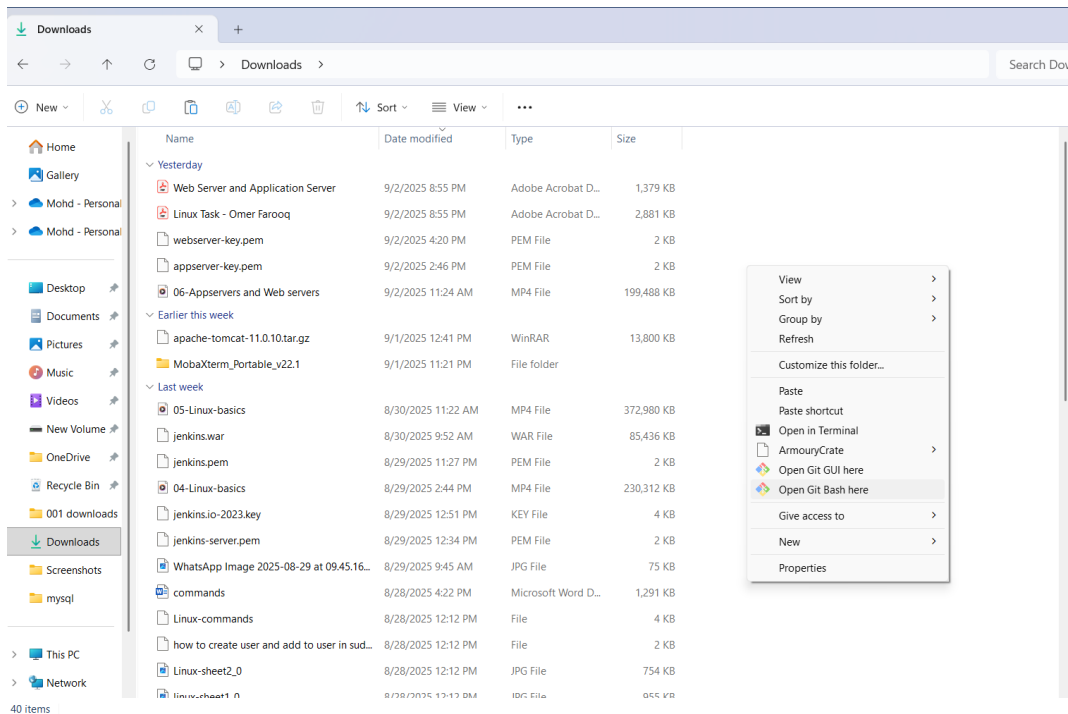 Downloads
Downloads
Search Dov
New
Sort
View
Name Date modified Type Size
Home
Gallery
Mohd - Personal
Mohd - Personal
Desktop
Documents
Pictures
Music
Videos
New Volume
OneDrive
Recycle Bin
001 downloads
Downloads
Screenshots
mysql
This PC
Network
Yesterday
Web Server and Application Server 9/2/2025 8:55 PM Adobe Acrobat D... 1,379 KB
Linux Task - Omer Farooq 9/2/2025 8:55 PM Adobe Acrobat D... 2,881 KB
webserver-key.pem 9/2/2025 4:20 PM PEM File 2 KB
appserver-key.pem 9/2/2025 2:46 PM PEM File 2 KB
06-Appservers and Web servers 9/2/2025 11:24 AM MP4 File 199,488 KB
Earlier this week
apache-tomcat-11.0.10.tar.gz 9/1/2025 12:41 PM WinRAR 13,800 KB
MobaXterm_Portable_v22.1 9/1/2025 11:21 PM File folder
Last week
05-Linux-basics 8/30/2025 11:22 AM MP4 File 372,980 KB
jenkins.war 8/30/2025 9:52 AM WAR File 85,436 KB
jenkins.pem 8/29/2025 11:27 PM PEM File 2 KB
04-Linux-basics 8/29/2025 2:44 PM MP4 File 230,312 KB
jenkins.io-2023.key 8/29/2025 12:51 PM KEY File 4 KB
jenkins-server.pem 8/29/2025 12:34 PM PEM File 2 KB
WhatsApp Image 2025-08-29 at 09.45.16... 8/29/2025 9:45 AM JPG File 75 KB
commands 8/28/2025 4:22 PM Microsoft Word D... 1,291 KB
Linux-commands 8/28/2025 12:12 PM File 4 KB
how to create user and add to user in sud... 8/28/2025 12:12 PM File 2 KB
Linux-sheet2_0 8/28/2025 12:12 PM JPG File 754 KB
linux-sheet1_0 8/28/2025 12:12 PM JPG File 955 KB
View
Sort by
Group by
Refresh
Customize this folder...
Paste
Paste shortcut
Open in Terminal
ArmouryCrate
Open Git GUI here
Open Git Bash here
Give access to
New
Properties
40 items